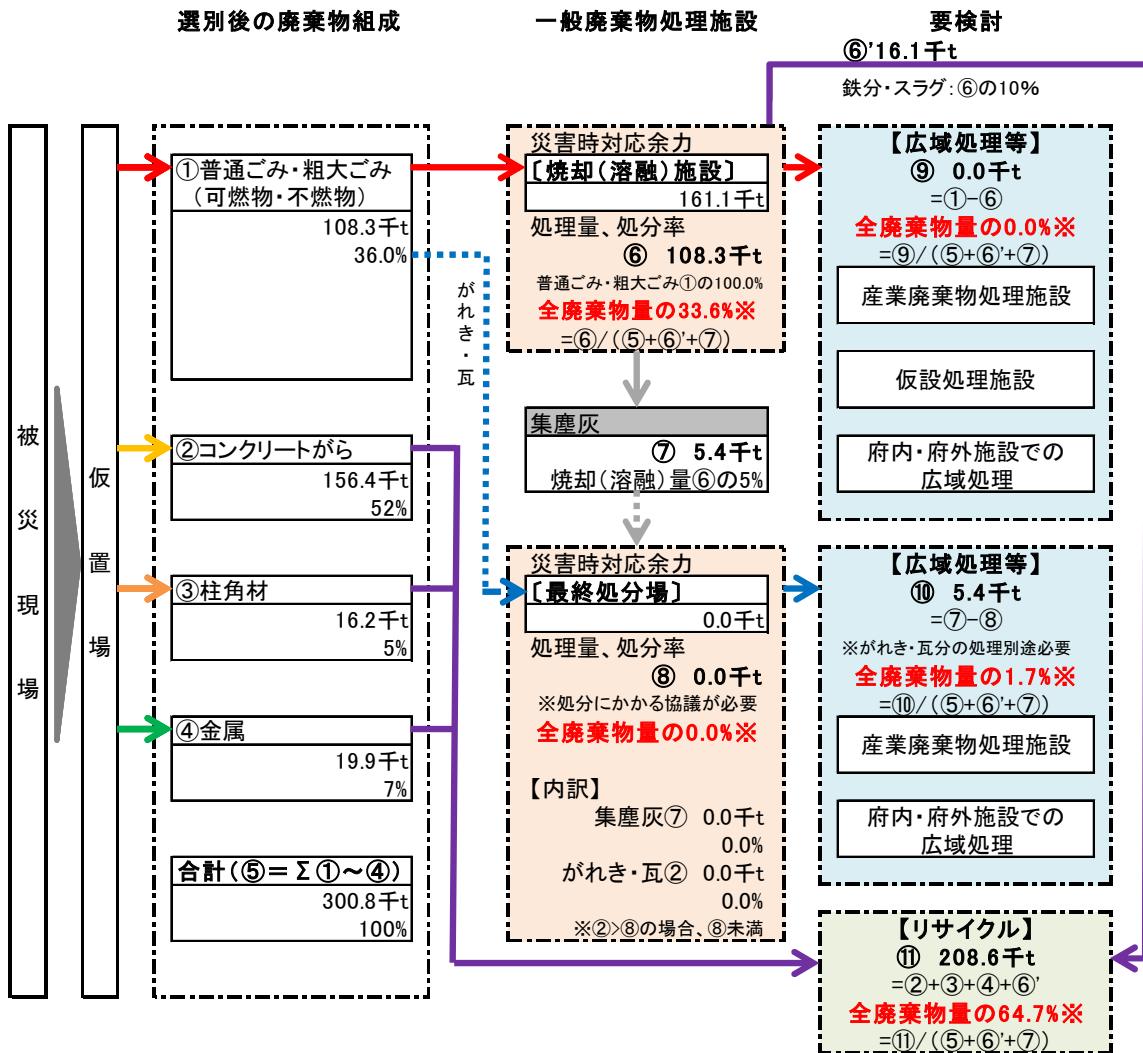 選別後の廃棄物組成
一般廃棄物処理施設
要検討
⑥'16.1千t
鉄分・スラグ:⑥の10%
被災現場
仮置場
①普通ごみ・粗大ごみ
(可燃物・不燃物)
108.3千t
36.0%
がれき・瓦
②コンクリートがら
156.4千t
52%
③柱角材
16.2千t
5%
④金属
19.9千t
7%
合計(⑤=Σ①~④)
300.8千t
100%
災害時対応余力
〔焼却(溶融)施設〕
161.1千t
処理量、処分率
⑥ 108.3千t
普通ごみ・粗大ごみ①の100.0%
全廃棄物量の33.6%※
=⑥/(⑤+⑥'+⑦)
集塵灰
⑦ 5.4千t
焼却(溶融)量⑥の5%
災害時対応余力
〔最終処分場〕
0.0千t
処理量、処分率
⑧ 0.0千t
※処分にかかる協議が必要
全廃棄物量の0.0%※
【内訳】
集塵灰⑦ 0.0千t
0.0%
がれき・瓦② 0.0千t
0.0%
※②>⑧の場合、⑧未満
【広域処理等】
⑨ 0.0千t
=①-⑥
全廃棄物量の0.0%※
=⑨/(⑤+⑥'+⑦)
産業廃棄物処理施設
仮設処理施設
府内・府外施設での
広域処理
【広域処理等】
⑩ 5.4千t
=⑦-⑧
※がれき・瓦分の処理別途必要
全廃棄物量の1.7%※
=⑩/(⑤+⑥'+⑦)
産業廃棄物処理施設
府内・府外施設での
広域処理
【リサイクル】
⑪ 208.6千t
=②+③+④+⑥'
全廃棄物量の64.7%※
=⑪/(⑤+⑥'+⑦)